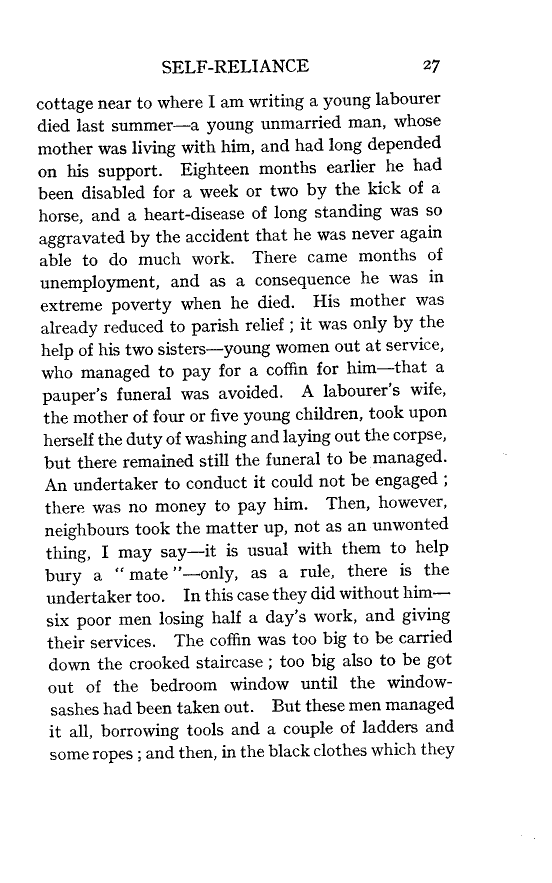 SELF-RELIANCE 27
cottage near to where I am writing a young labourer
died last summer—a young unmarried man, whose
mother was living with him, and had long depended
on his support. Eighteen months earlier he had
been disabled for a week or two by the kick of a
horse, and a heart-disease of long standing was so
aggravated by the accident that he was never again
able to do much work. There came months of
unemployment, and as a consequence he was in
extreme poverty when he died. His mother was
already reduced to parish relief ; it was only by the
help of his two sisters—young women out at service,
who managed to pay for a coffin for him—that a
pauper's funeral was avoided. A labourer's wife,
the mother of four or five young children, took upon
herself the duty of washing and laying out the corpse,
but there remained still the funeral to be managed.
An undertaker to conduct it could not be engaged ;
there was no money to pay him. Then, however,
neighbours took the matter up, not as an unwonted
thing, I may say—it is usual with them to help
bury a “ mate ”—only, as a rule, there is the
undertaker too. In this case they did without him—
six poor men losing half a day's work, and giving
their services. The coffin was too big to be carried
down the crooked staircase ; too big also to be got
out of the bedroom window until the window-
sashes had been taken out. But these men managed
it all, borrowing tools and a couple of ladders and
some ropes ; and then, in the black clothes which they